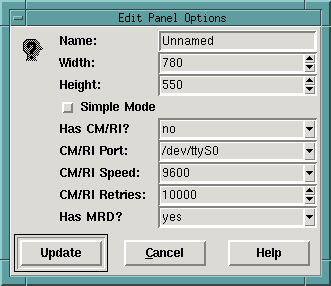 Edit Panel Options
Name: Unnamed
Width: 780
Height: 550
Simple Mode
Has CM/RI? no
CM/RI Port: /dev/ttyS0
CM/RI Speed: 9600
CM/RI Retries: 10000
Has MRD? yes
Update Cancel Help